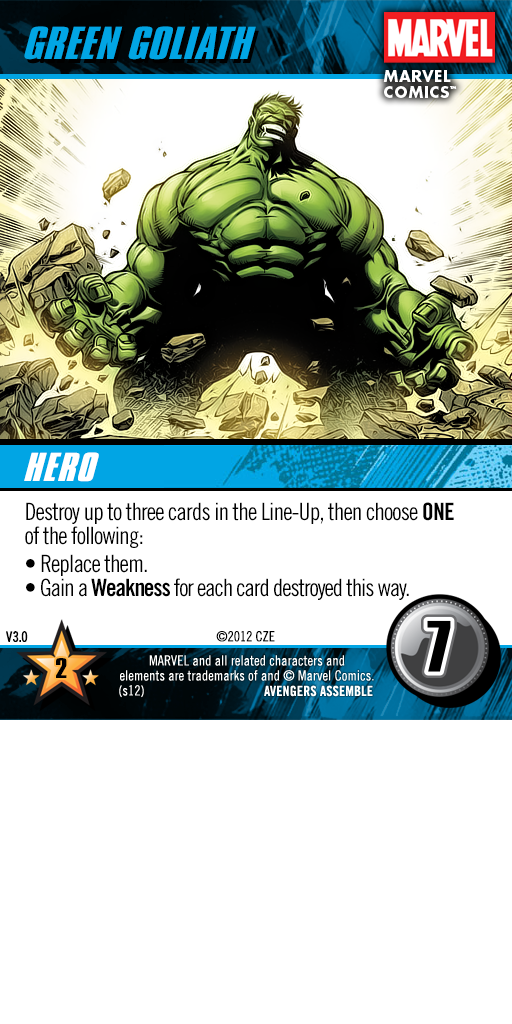 GREEN GOLIATH
MARVEL
MARVEL
COMICS™
HERO
Destroy up to three cards in the Line-Up, then choose ONE
of the following:
• Replace them.
• Gain a Weakness for each card destroyed this way.
V3.0
©2012 CZE
7
2
MARVEL and all related characters and
elements are trademarks of and © Marvel Comics.
(s12)
AVENGERS ASSEMBLE